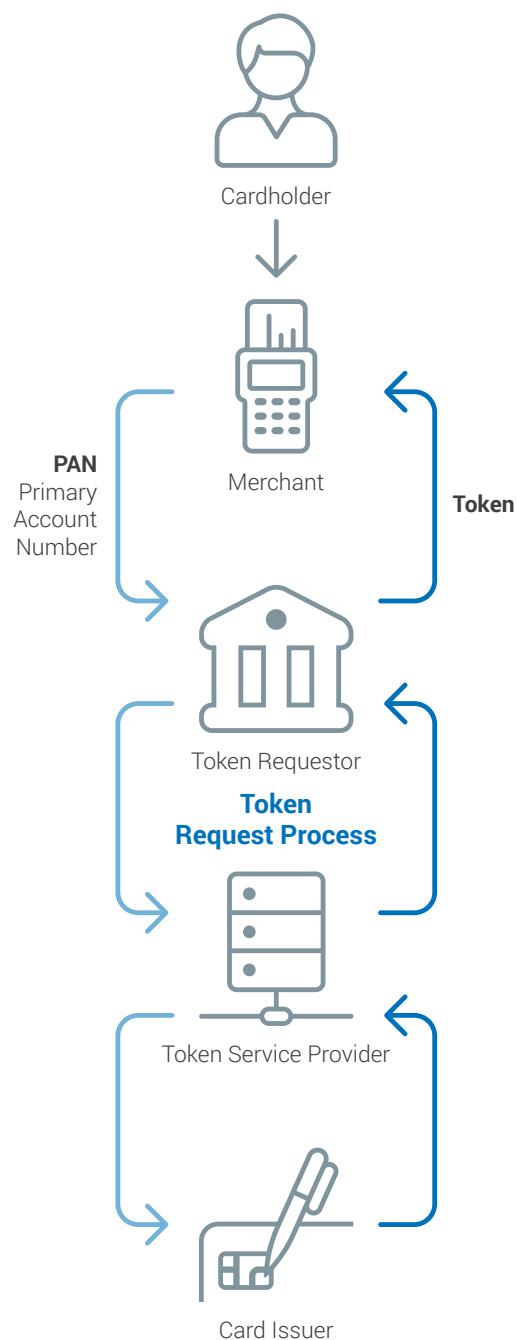 Cardholder
Merchant
PAN
Primary
Account
Number
Token
Token Requestor
Token
Request Process
Token Service Provider
Card Issuer